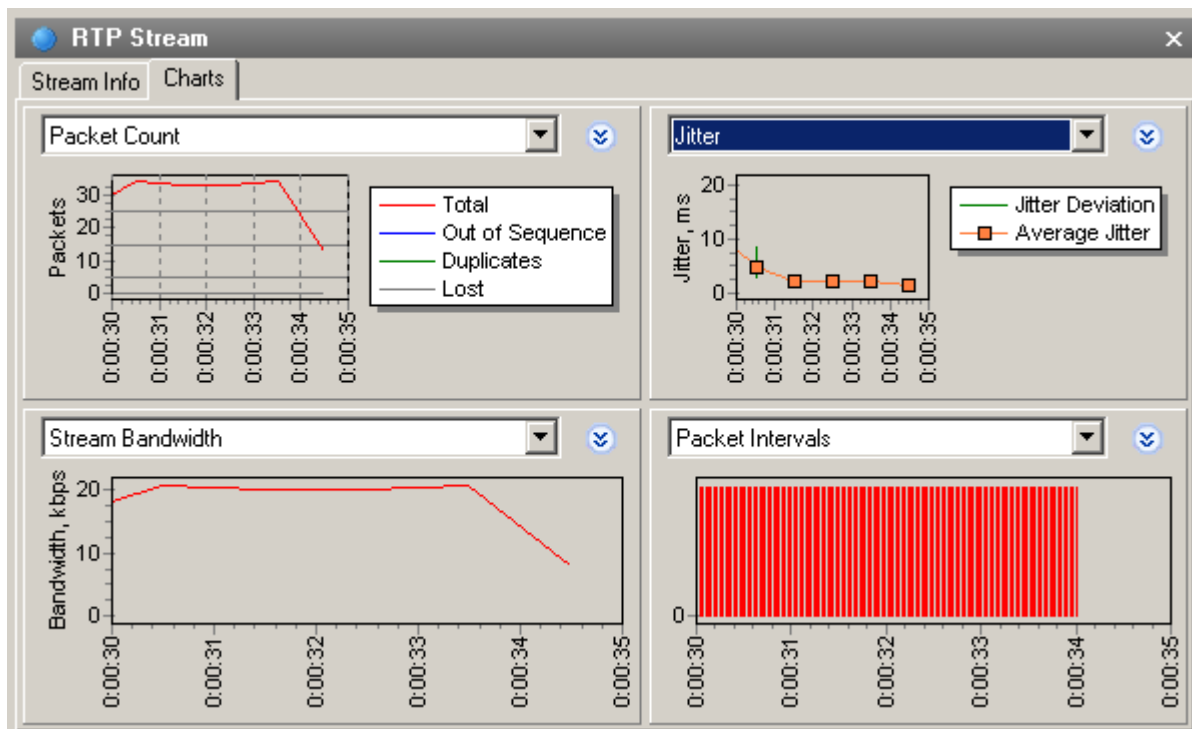 RTP Stream
Stream Info Charts
Packet Count
Packets
30
20
10
0
0:00:30
0:00:31
0:00:32
0:00:33
0:00:34
0:00:35
Total
Out of Sequence
Duplicates
Lost
Jitter
Jitter, ms
20
10
0
0:00:30
0:00:31
0:00:32
0:00:33
0:00:34
0:00:35
Jitter Deviation
Average Jitter
Stream Bandwidth
Bandwidth, kbps
20
10
0
0:00:30
0:00:31
0:00:32
0:00:33
0:00:34
0:00:35
Packet Intervals
0
0:00:30
0:00:31
0:00:32
0:00:33
0:00:34
0:00:35